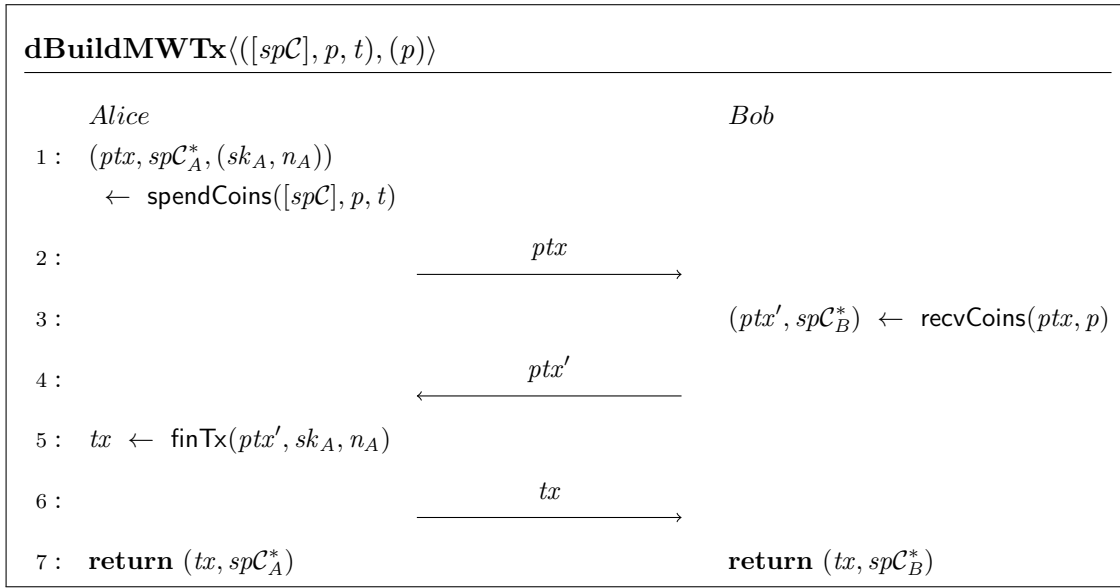 dBuildMWTx⟨([spC], p, t), (p)⟩
Alice Bob
1 : (ptx, spC*_A, (sk_A, n_A))
← spendCoins([spC], p, t)
2 : ptx
3 : (ptx′, spC*_B) ← recvCoins(ptx, p)
4 : ptx′
5 : tx ← finTx(ptx′, sk_A, n_A)
6 : tx
7 : return (tx, spC*_A) return (tx, spC*_B)